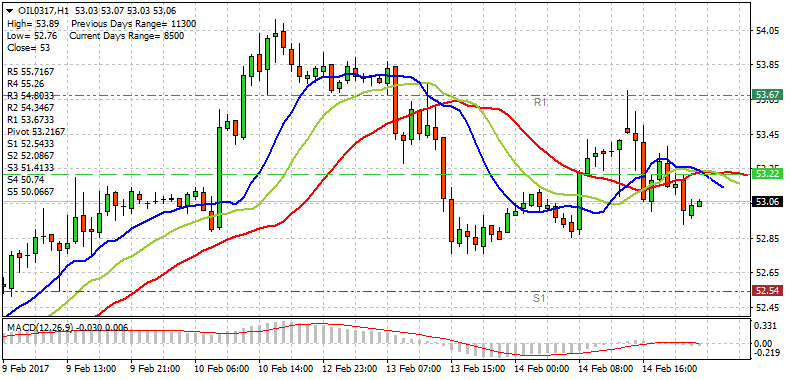 OIL0317,H1 53.03 53.07 53.03 53.06
High= 53.89 Previous Days Range= 11300
Low= 52.76 Current Days Range= 8500
Close= 53
R5 55.7167
R4 55.26
R3 54.8033
R2 54.3467
R1 53.6733
Pivot 53.2167
S1 52.5433
S2 52.0867
S3 51.4133
S4 50.74
S5 50.0667
R1
S1
54.05
53.85
53.67
53.45
53.22
53.06
52.85
52.65
52.54
52.45
MACD(12,26,9) -0.030 0.006
0.331
0.00
-0.219
9 Feb 2017
9 Feb 13:00
9 Feb 21:00
10 Feb 06:00
10 Feb 14:00
12 Feb 23:00
13 Feb 07:00
13 Feb 15:00
14 Feb 00:00
14 Feb 08:00
14 Feb 16:00